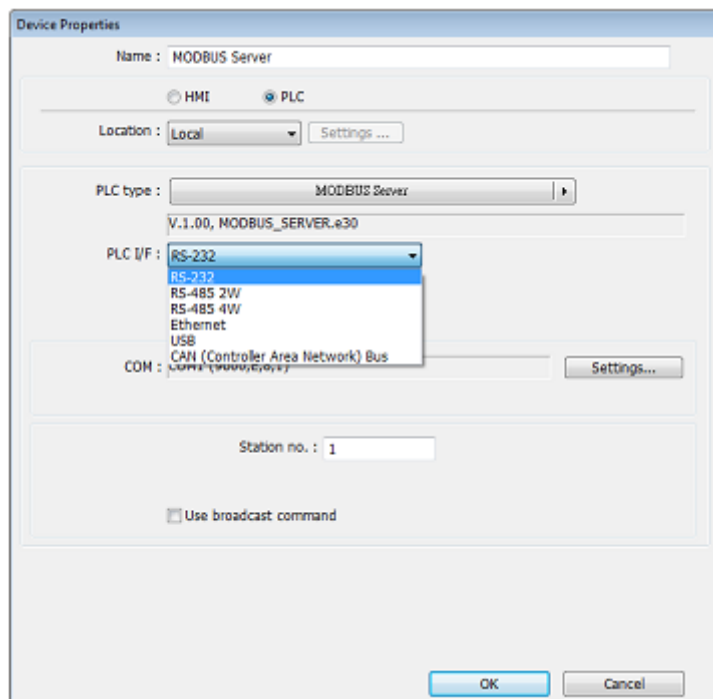 Device Properties
Name : MODBUS Server
HMI PLC
Location : Local Settings ...
PLC type : MODBUS Server
V.1.00, MODBUS_SERVER.e30
PLC I/F : RS-232
RS-232
RS-485 2W
RS-485 4W
Ethernet
USB
CAN (Controller Area Network) Bus
COM : Settings...
Station no. : 1
Use broadcast command
OK Cancel